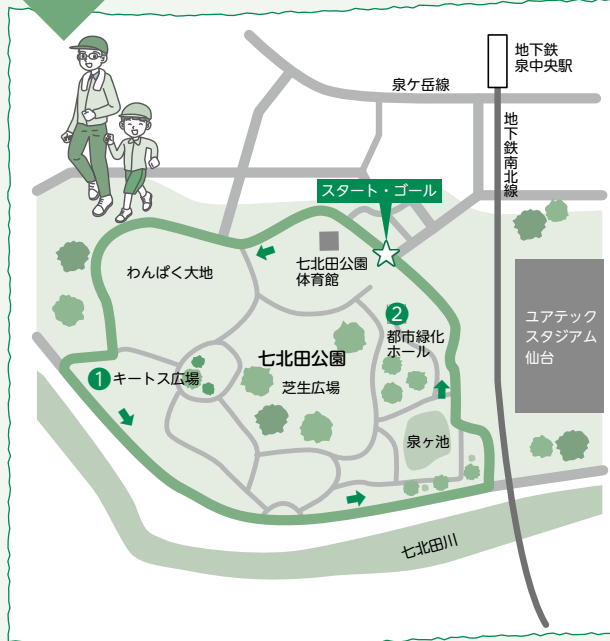 地下鉄
泉中央駅
泉ケ岳線
地下鉄南北線
スタート・ゴール
わんぱく大地
七北田公園
体育館
2
都市緑化
ホール
ユアテック
スタジアム
仙台
七北田公園
芝生広場
1 キートス広場
泉ヶ池
七北田川